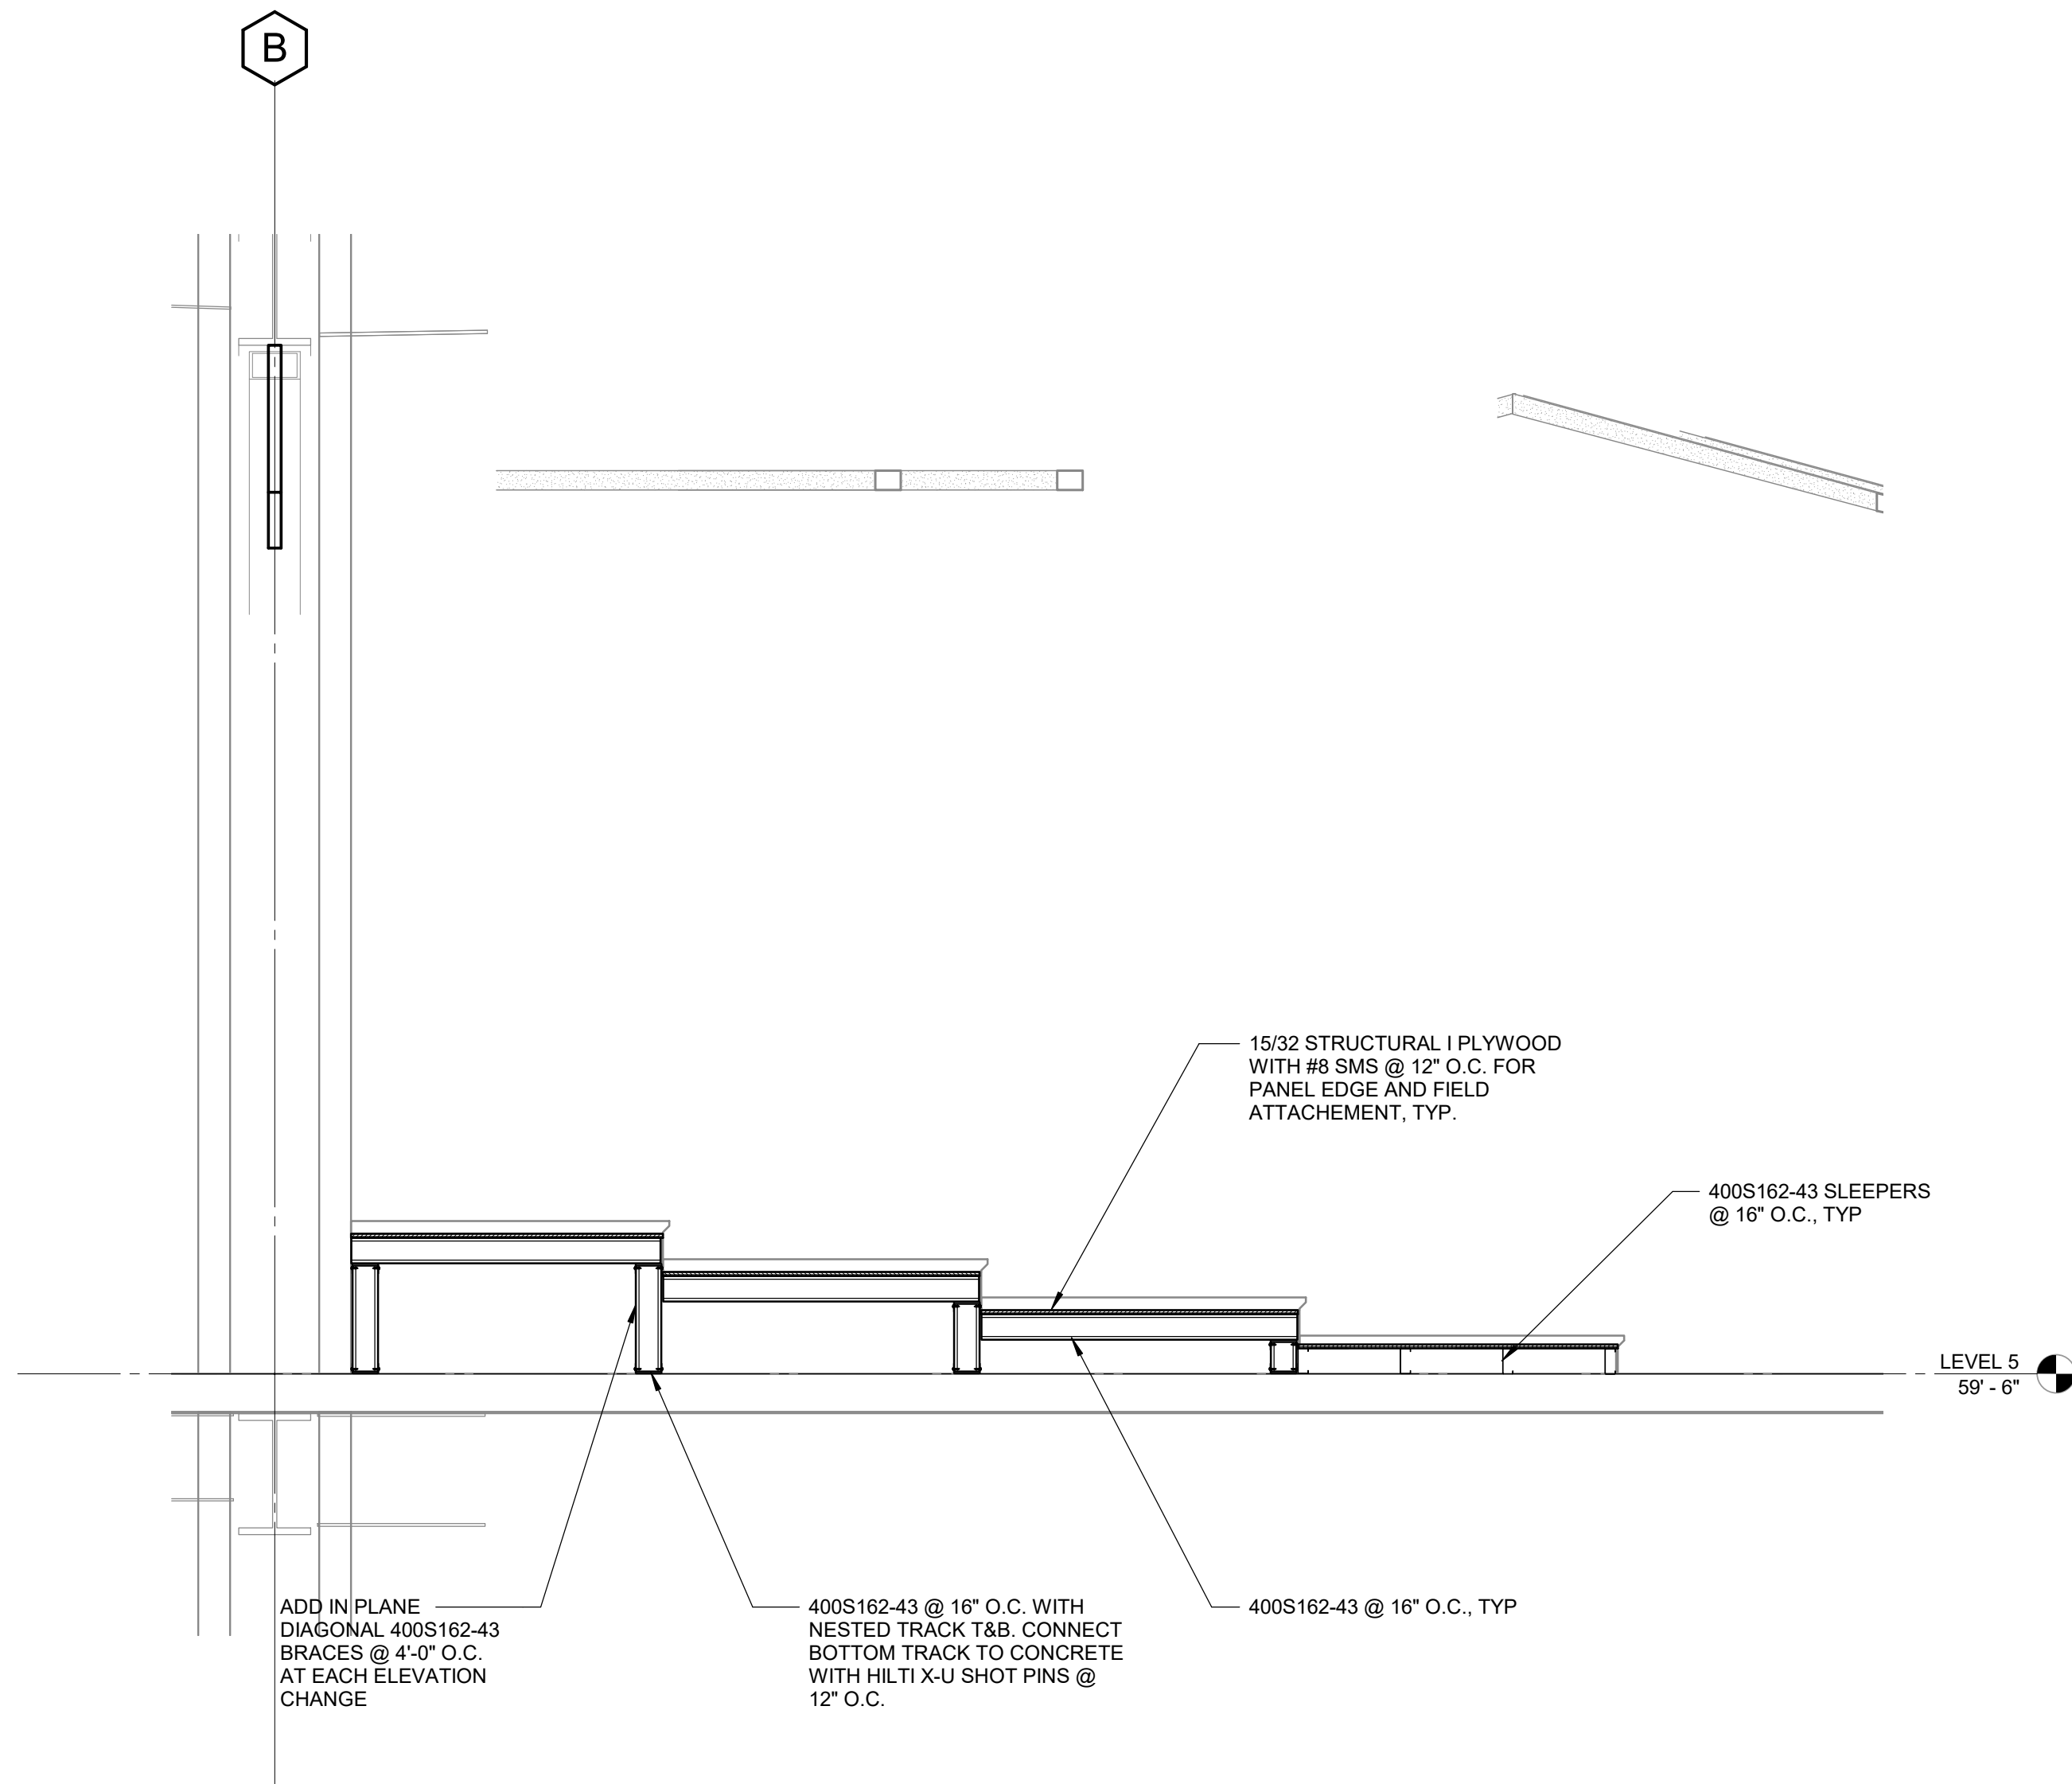 B
15/32 STRUCTURAL I PLYWOOD
WITH #8 SMS @ 12" O.C. FOR
PANEL EDGE AND FIELD
ATTACHEMENT, TYP.
400S162-43 SLEEPERS
@ 16" O.C., TYP
LEVEL 5
59' - 6"
ADD IN PLANE
DIAGONAL 400S162-43
BRACES @ 4'-0" O.C.
AT EACH ELEVATION
CHANGE
400S162-43 @ 16" O.C. WITH
NESTED TRACK T&B. CONNECT
BOTTOM TRACK TO CONCRETE
WITH HILTI X-U SHOT PINS @
12" O.C.
400S162-43 @ 16" O.C., TYP